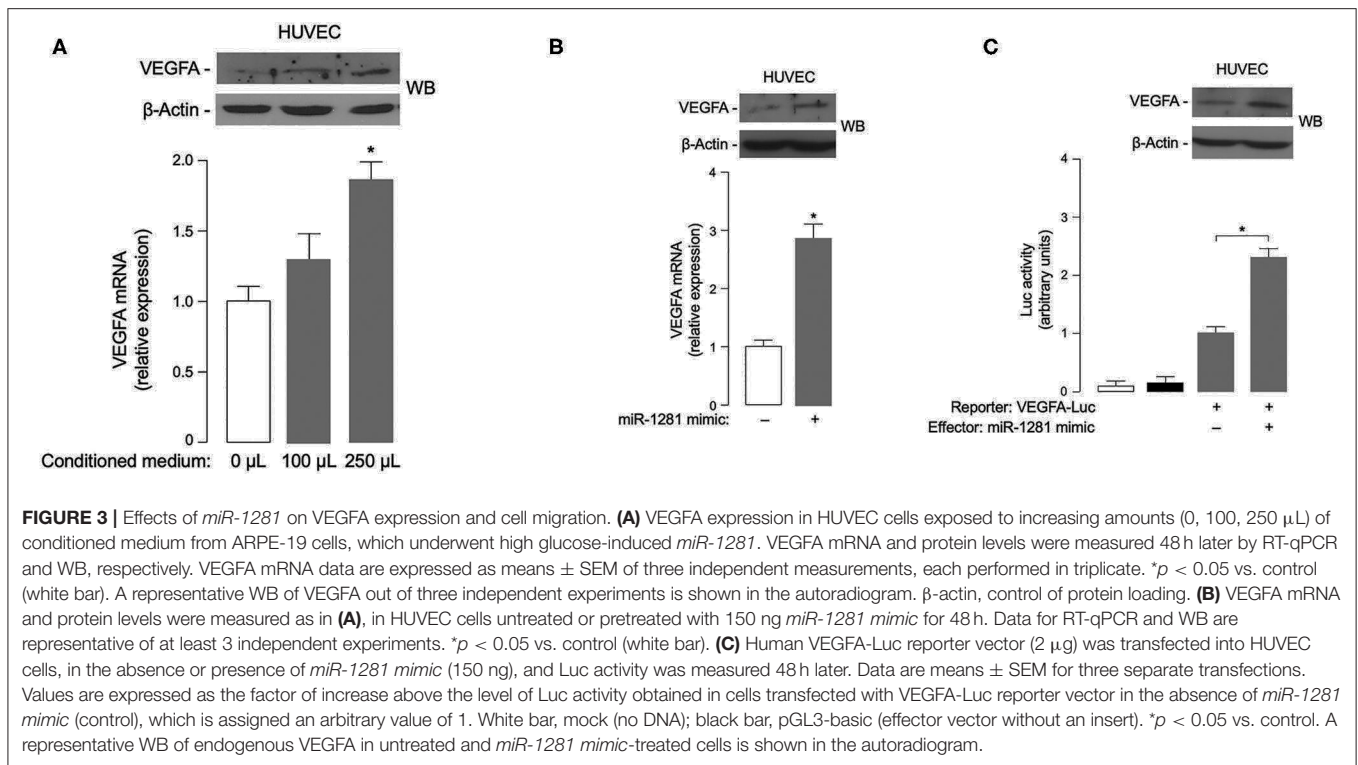 A
HUVEC
VEGFA -
β-Actin -
WB
2.0
1.5
1.0
0.5
0
VEGFA mRNA
(relative expression)
*
Conditioned medium: 0 µL 100 µL 250 µL
B
HUVEC
VEGFA -
β-Actin -
WB
4
3
2
1
0
VEGFA mRNA
(relative expression)
*
miR-1281 mimic: – +
C
HUVEC
VEGFA -
β-Actin -
WB
4
3
2
1
0
Luc activity
(arbitrary units)
*
Reporter: VEGFA-Luc + +
Effector: miR-1281 mimic – +
FIGURE 3 | Effects of miR-1281 on VEGFA expression and cell migration. (A) VEGFA expression in HUVEC cells exposed to increasing amounts (0, 100, 250 µL) of
conditioned medium from ARPE-19 cells, which underwent high glucose-induced miR-1281. VEGFA mRNA and protein levels were measured 48 h later by RT-qPCR
and WB, respectively. VEGFA mRNA data are expressed as means ± SEM of three independent measurements, each performed in triplicate. *p < 0.05 vs. control
(white bar). A representative WB of VEGFA out of three independent experiments is shown in the autoradiogram. β-actin, control of protein loading. (B) VEGFA mRNA
and protein levels were measured as in (A), in HUVEC cells untreated or pretreated with 150 ng miR-1281 mimic for 48 h. Data for RT-qPCR and WB are
representative of at least 3 independent experiments. *p < 0.05 vs. control (white bar). (C) Human VEGFA-Luc reporter vector (2 µg) was transfected into HUVEC
cells, in the absence or presence of miR-1281 mimic (150 ng), and Luc activity was measured 48 h later. Data are means ± SEM for three separate transfections.
Values are expressed as the factor of increase above the level of Luc activity obtained in cells transfected with VEGFA-Luc reporter vector in the absence of miR-1281
mimic (control), which is assigned an arbitrary value of 1. White bar, mock (no DNA); black bar, pGL3-basic (effector vector without an insert). *p < 0.05 vs. control. A
representative WB of endogenous VEGFA in untreated and miR-1281 mimic-treated cells is shown in the autoradiogram.